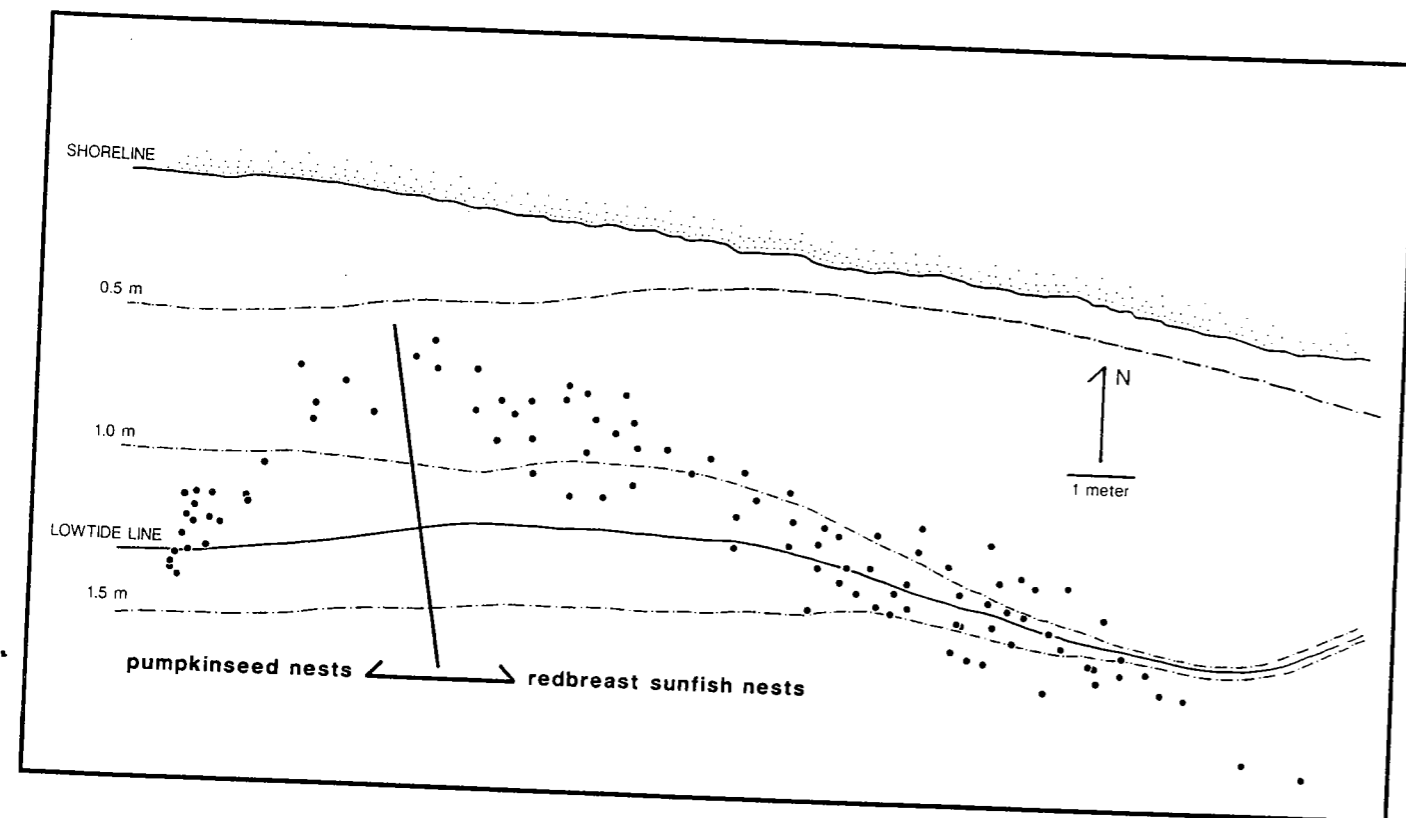 SHORELINE
0.5 m
N
1.0 m
1 meter
LOWTIDE LINE
1.5 m
pumpkinseed nests
redbreast sunfish nests